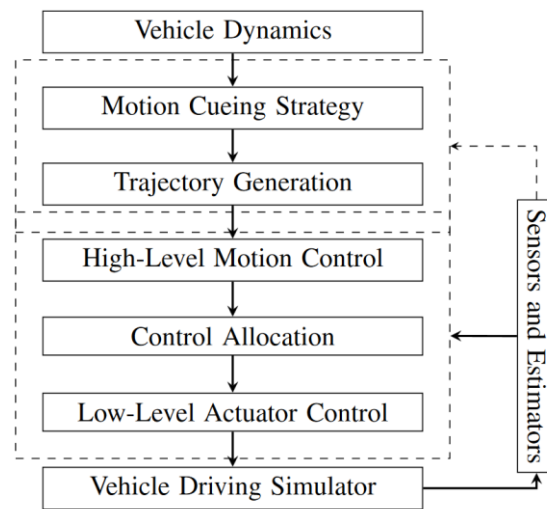 Vehicle Dynamics
Motion Cueing Strategy
Trajectory Generation
High-Level Motion Control
Control Allocation
Low-Level Actuator Control
Vehicle Driving Simulator
Sensors and Estimators